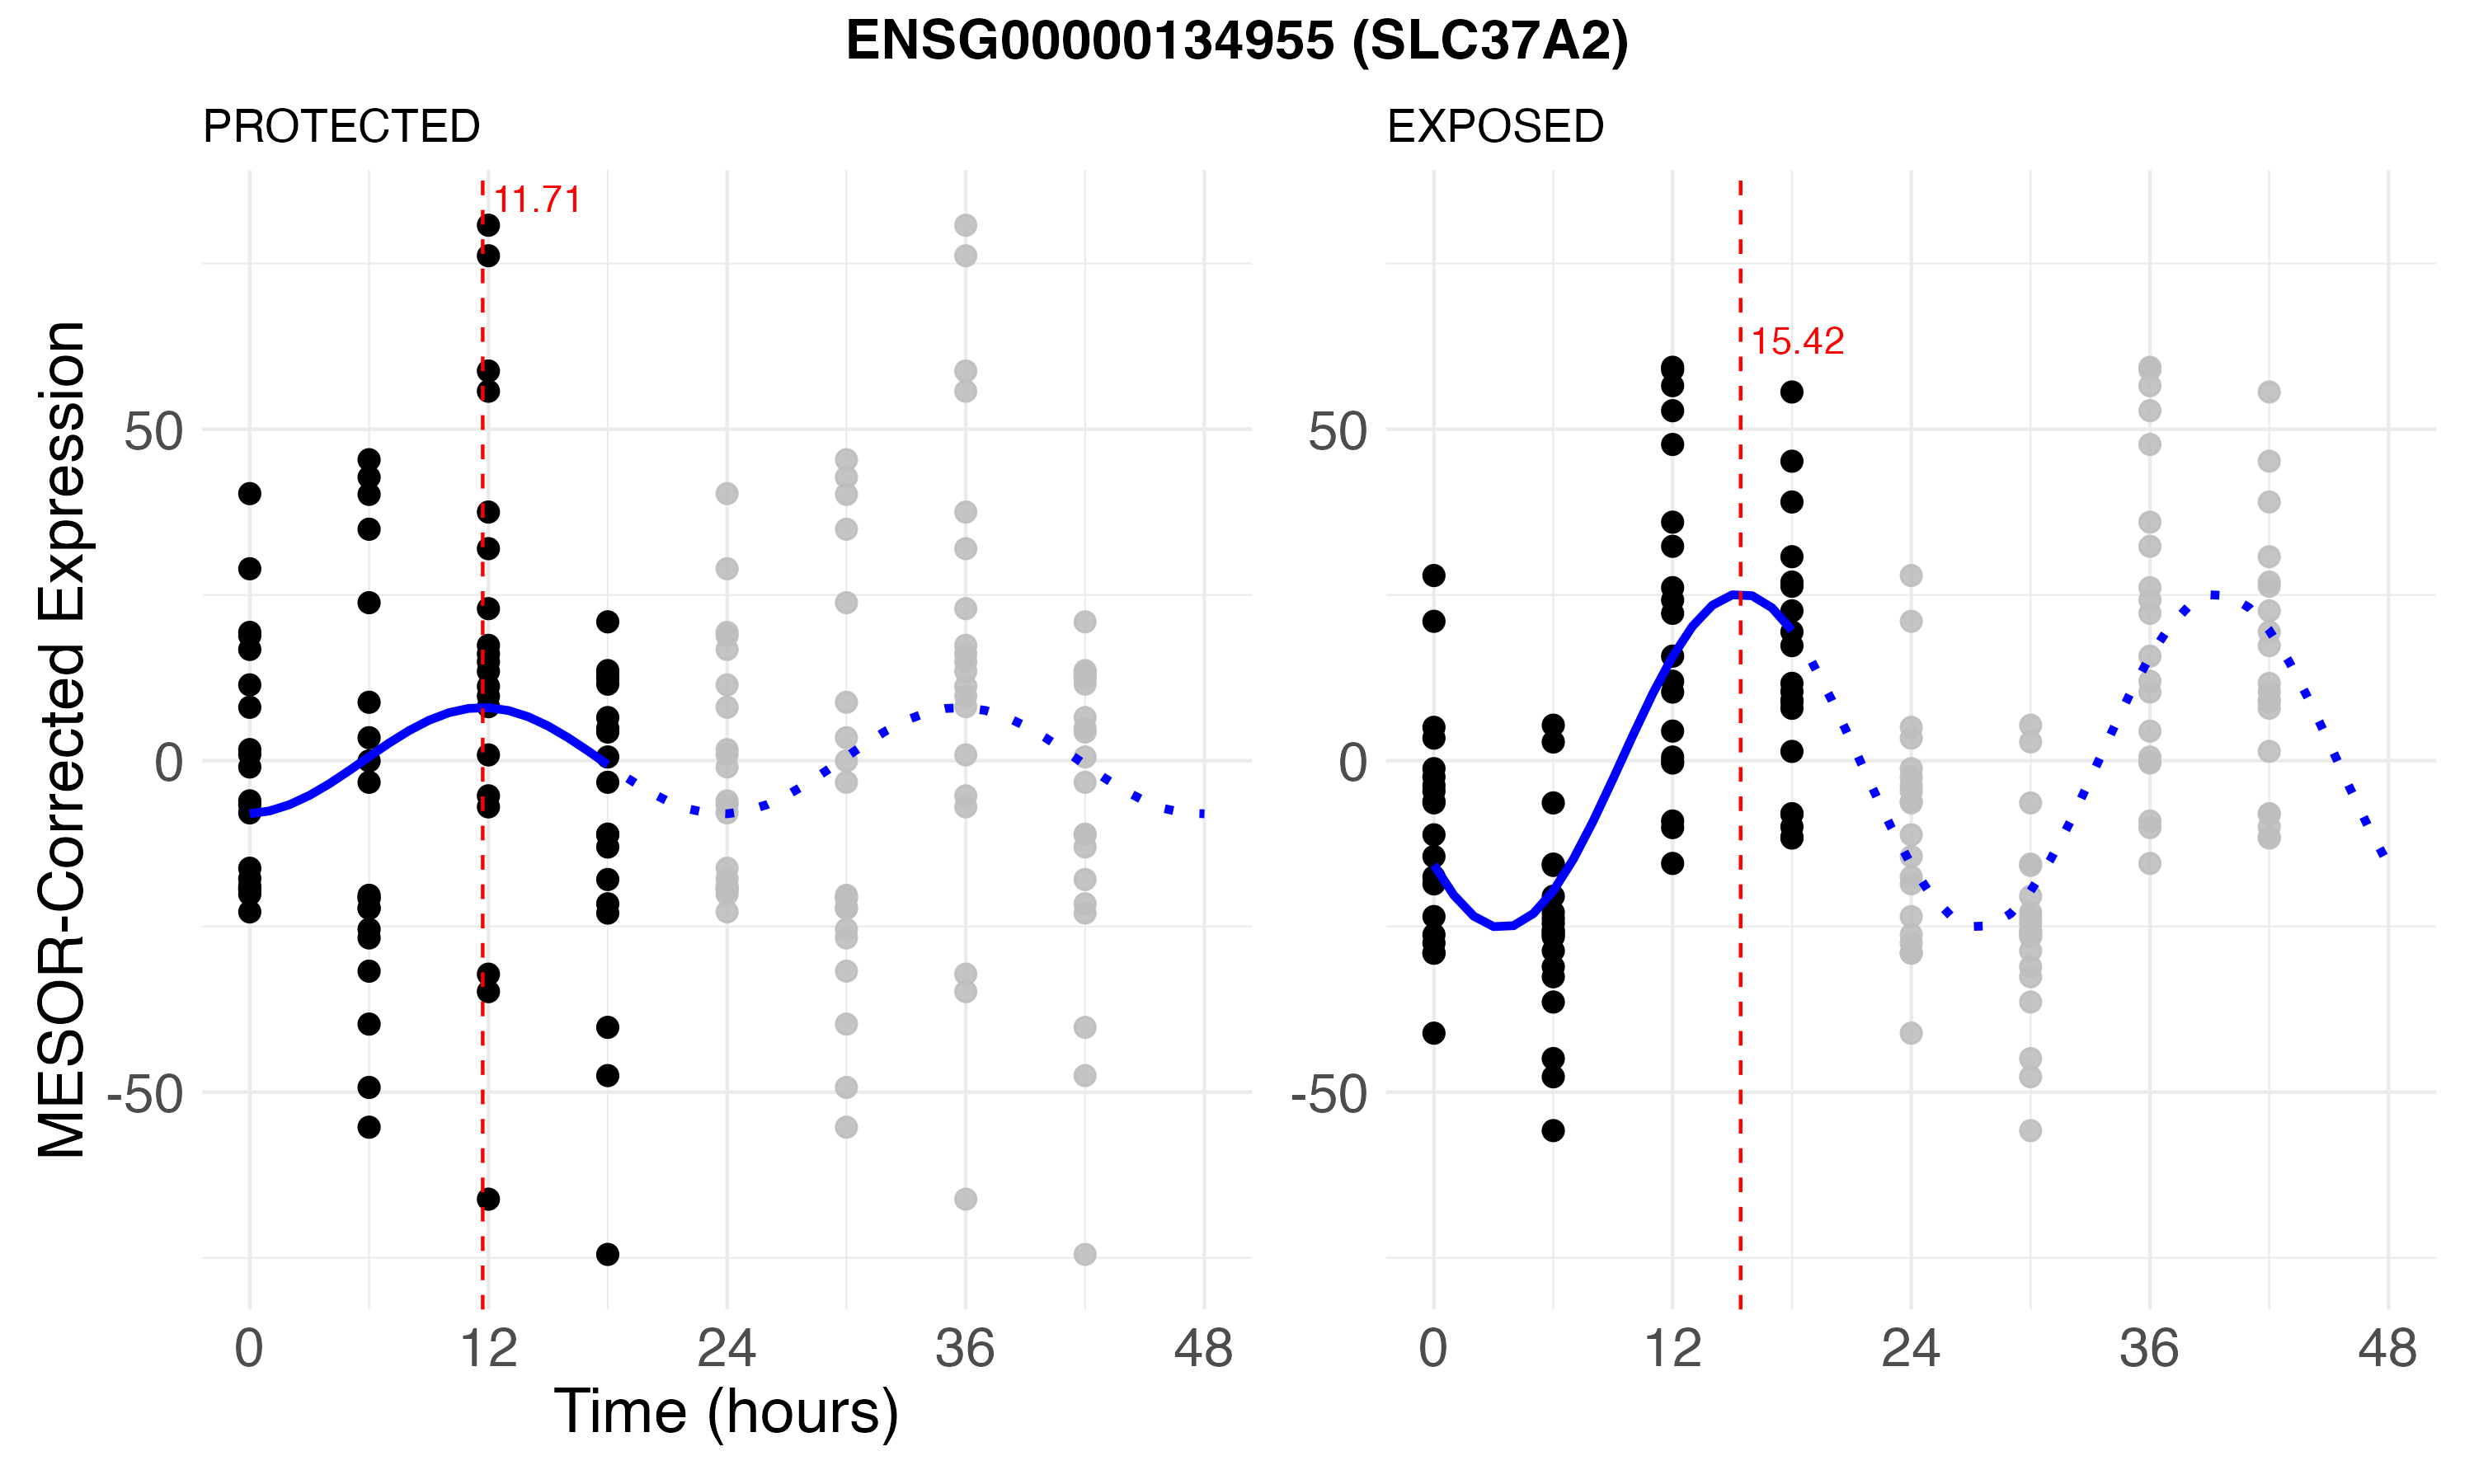 ENSG00000134955 (SLC37A2)
PROTECTED
EXPOSED
11.71
15.42
MESOR-Corrected Expression
50
0
-50
50
0
-50
0 12 24 36 48
0 12 24 36 48
Time (hours)